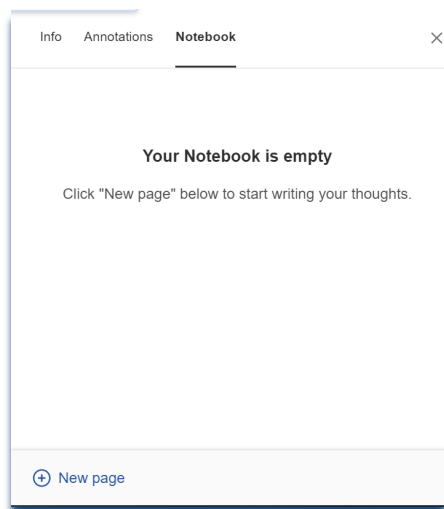 Info Annotations Notebook
Your Notebook is empty
Click "New page" below to start writing your thoughts.
New page